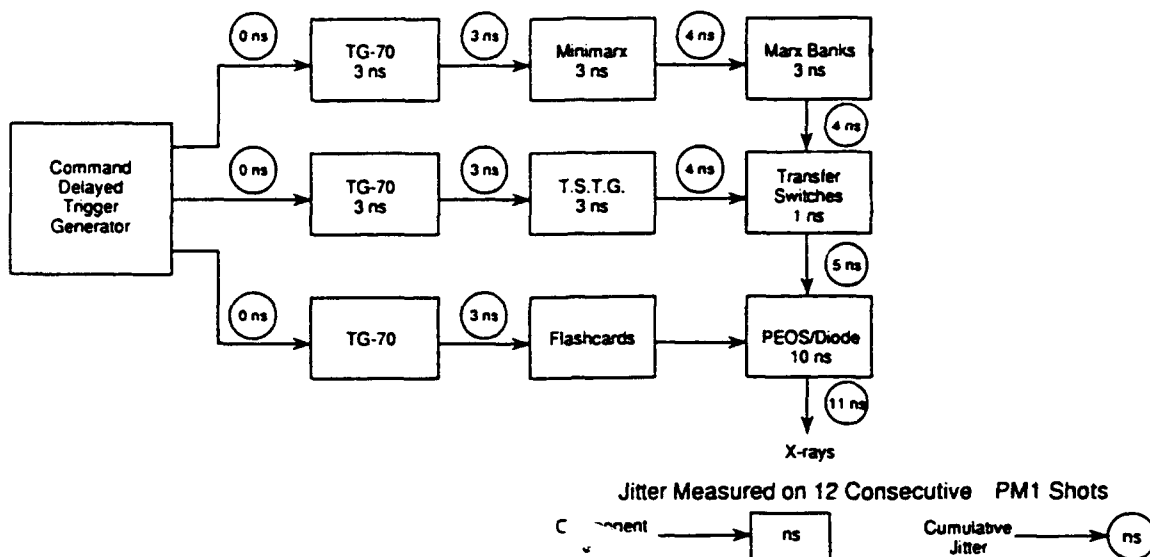 0 ns
TG-70
3 ns
3 ns
Minimarx
3 ns
4 ns
Marx Banks
3 ns
4 ns
Command
Delayed
Trigger
Generator
0 ns
TG-70
3 ns
3 ns
T.S.T.G.
3 ns
4 ns
Transfer
Switches
1 ns
5 ns
0 ns
TG-70
3 ns
Flashcards
PEOS/Diode
10 ns
11 ns
X-rays
Jitter Measured on 12 Consecutive PM1 Shots
ns
Cumulative
Jitter
ns